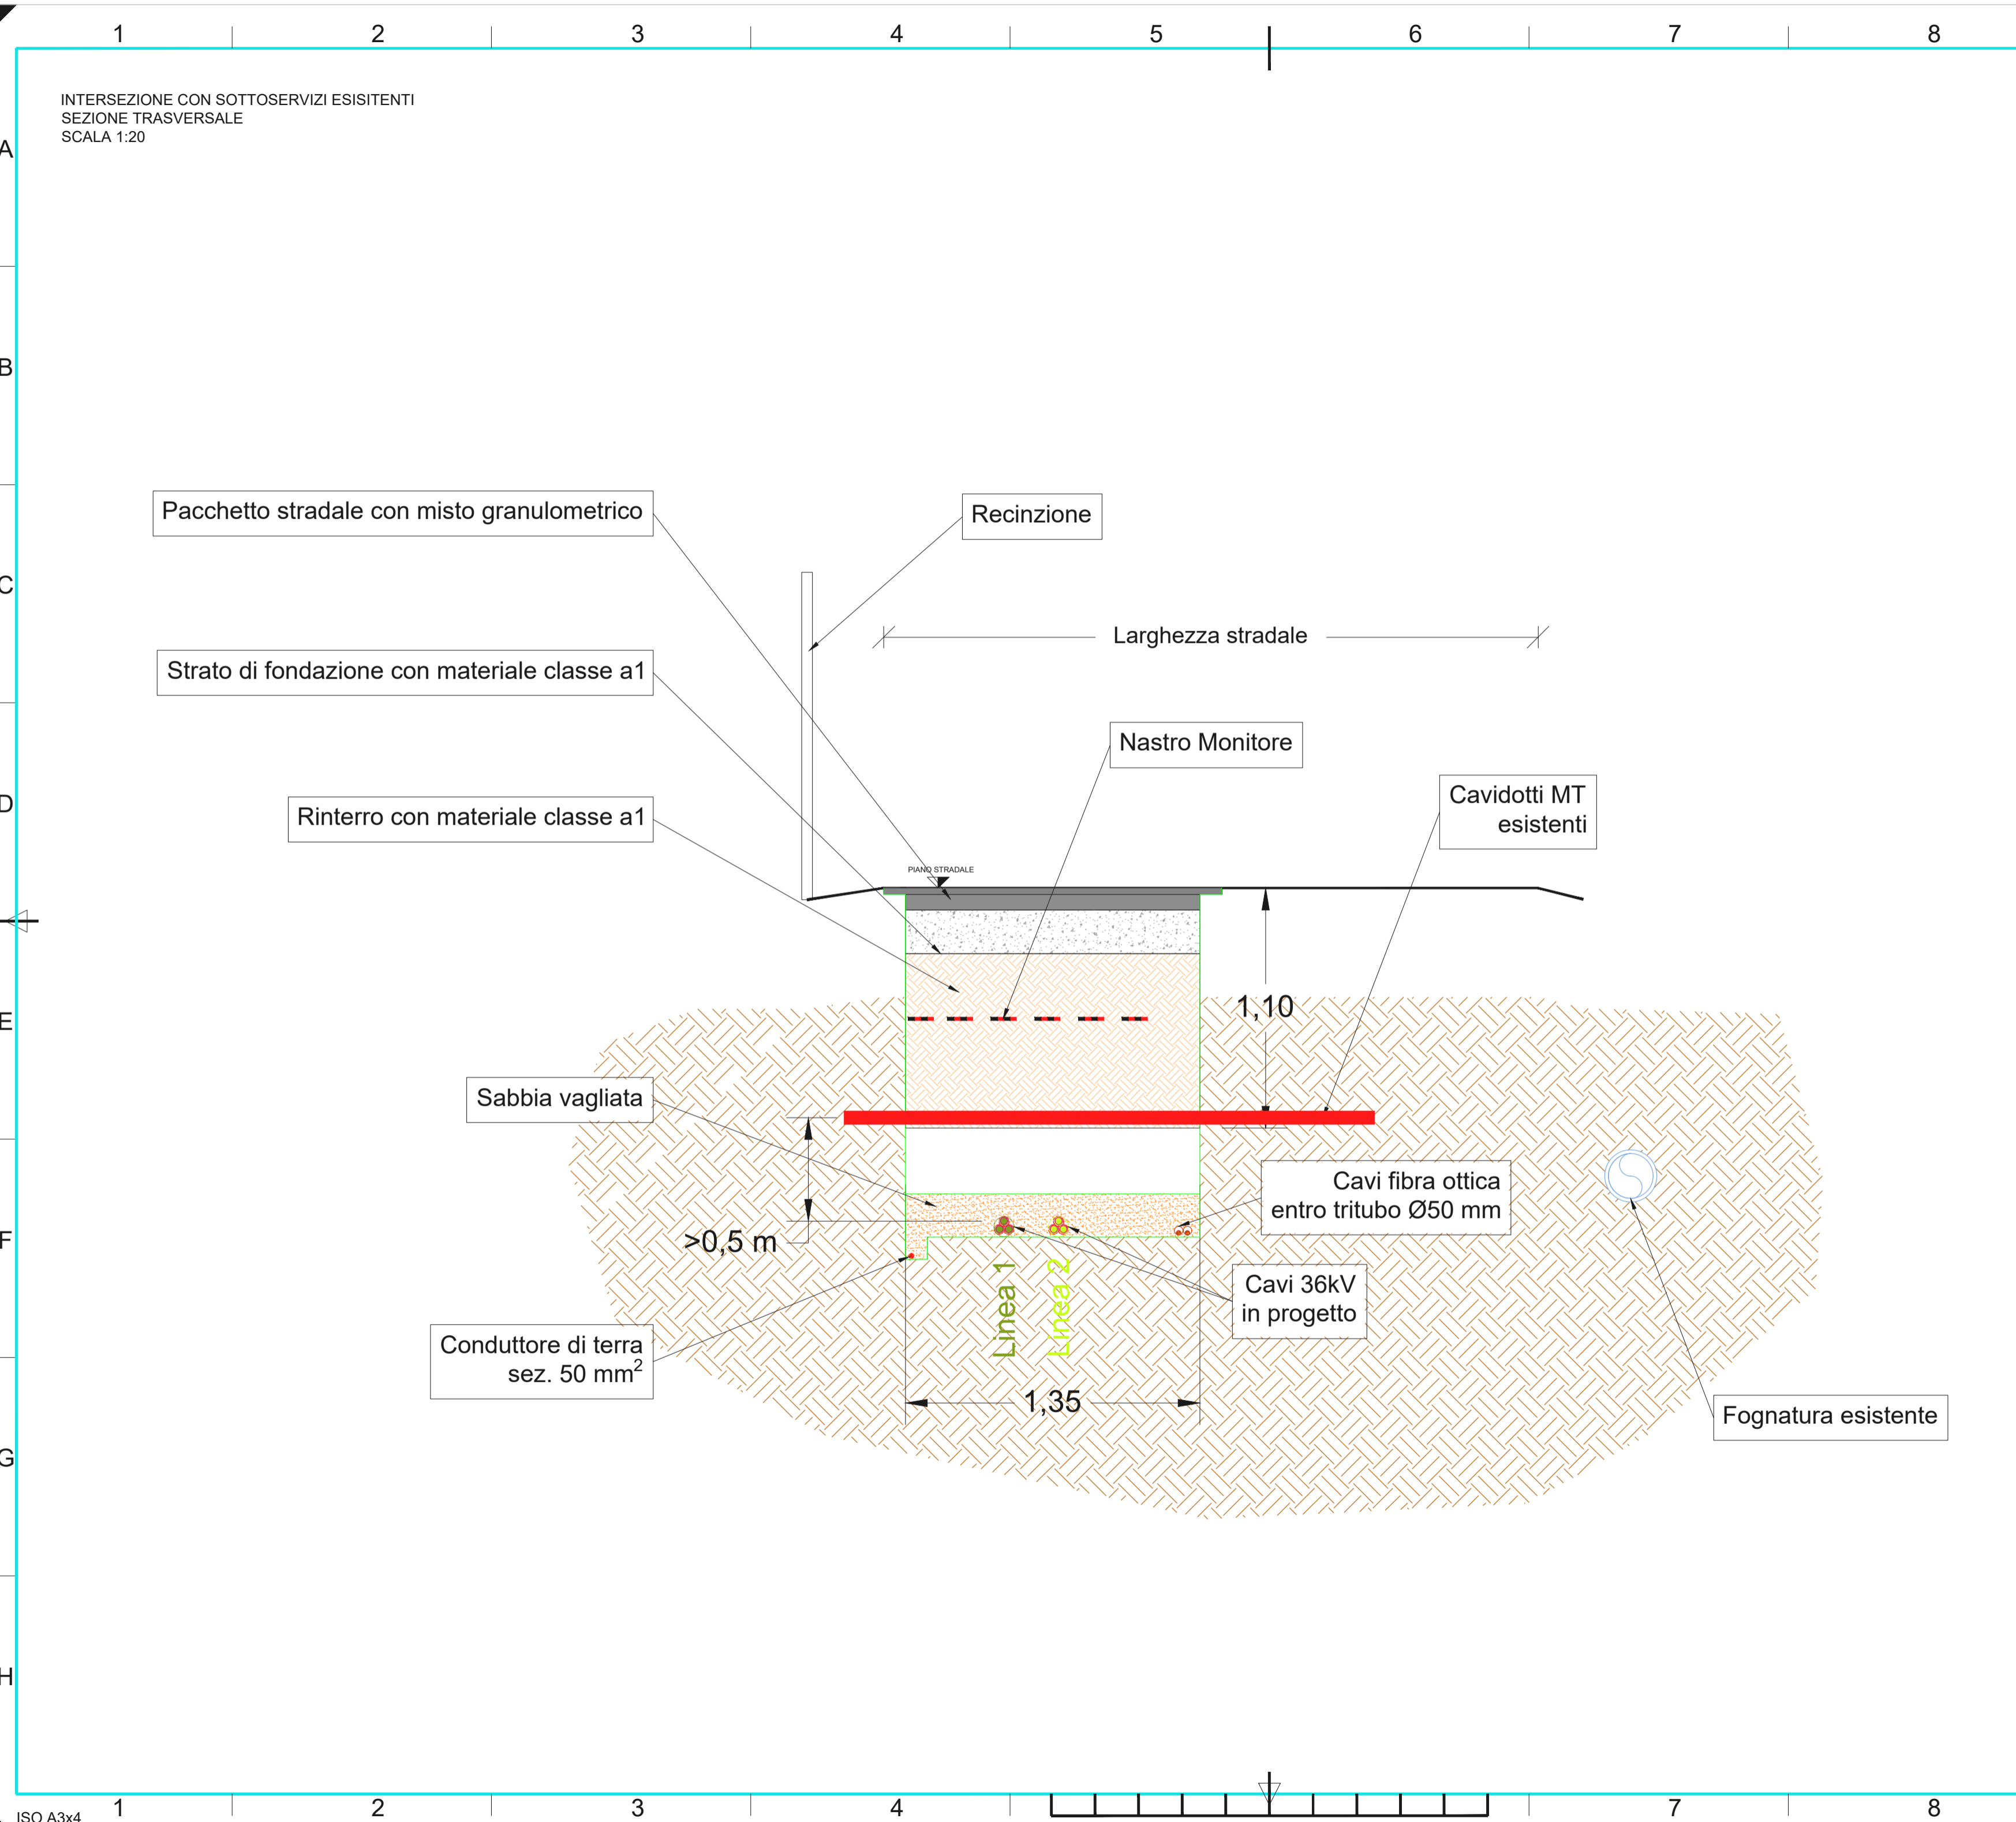 1 2 3 4 5 6 7 8
INTERSEZIONE CON SOTTOSERVIZI ESISITENTI
SEZIONE TRASVERSALE
SCALA 1:20
A
B
Pacchetto stradale con misto granulometrico
Recinzione
C
Larghezza stradale
Strato di fondazione con materiale classe a1
Nastro Monitore
D
Cavidotti MT
esistenti
Rinterro con materiale classe a1
PIANO STRADALE
E
1,10
Sabbia vagliata
Cavi fibra ottica
entro tritubo Ø50 mm
F
>0,5 m
Linea 1
Linea 2
Cavi 36kV
in progetto
Conduttore di terra
sez. 50 mm²
1,35
Fognatura esistente
G
H
1 2 3 4 7 8
ISO A3x4